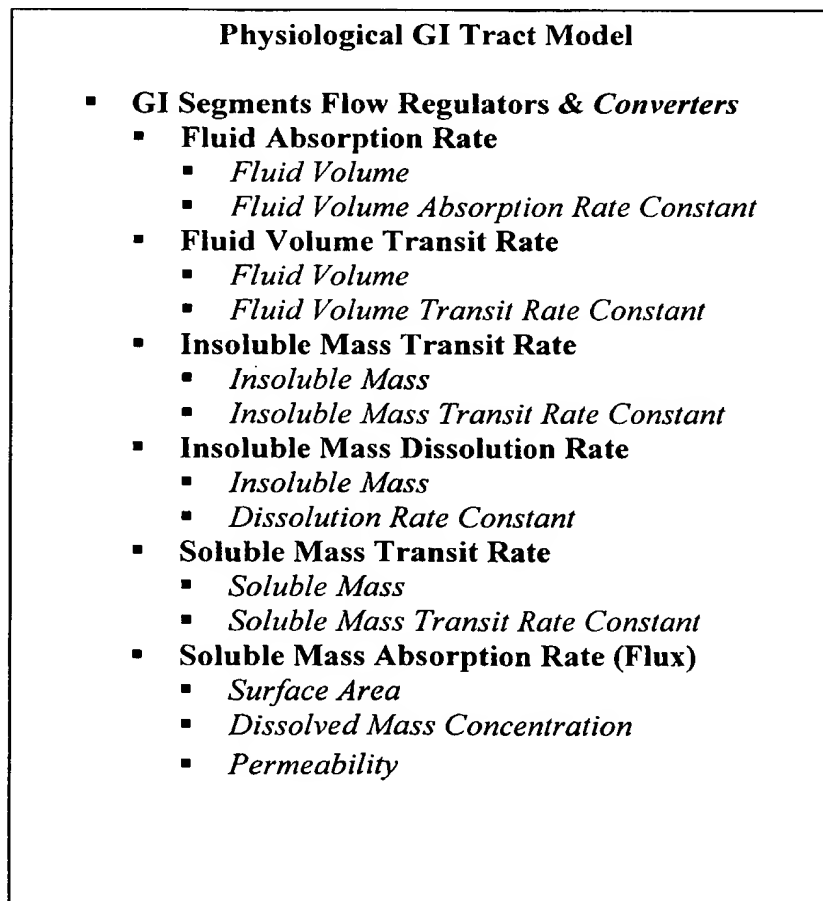 Physiological GI Tract Model
▪ GI Segments Flow Regulators & Converters
▪ Fluid Absorption Rate
▪ Fluid Volume
▪ Fluid Volume Absorption Rate Constant
▪ Fluid Volume Transit Rate
▪ Fluid Volume
▪ Fluid Volume Transit Rate Constant
▪ Insoluble Mass Transit Rate
▪ Insoluble Mass
▪ Insoluble Mass Transit Rate Constant
▪ Insoluble Mass Dissolution Rate
▪ Insoluble Mass
▪ Dissolution Rate Constant
▪ Soluble Mass Transit Rate
▪ Soluble Mass
▪ Soluble Mass Transit Rate Constant
▪ Soluble Mass Absorption Rate (Flux)
▪ Surface Area
▪ Dissolved Mass Concentration
▪ Permeability